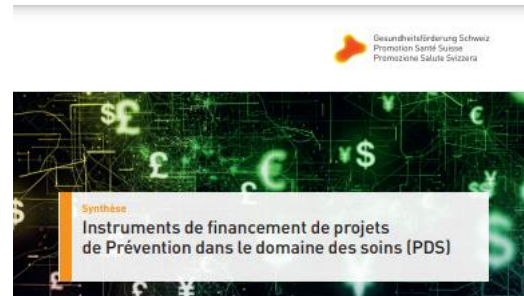 Gesundheitsförderung Schweiz
Promotion Santé Suisse
Promozione Salute Svizzera
Synthèse
Instruments de financement de projets
de Prévention dans le domaine des soins (PDS)